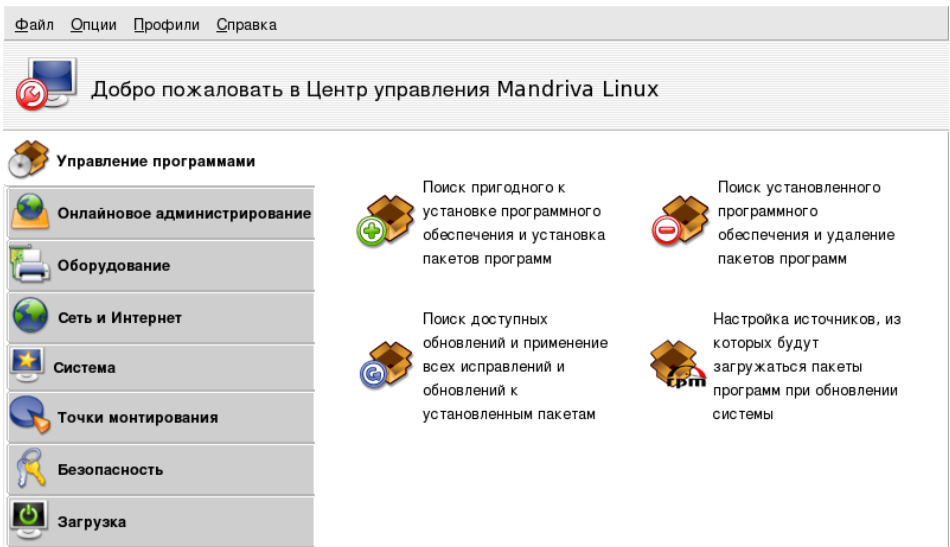 Файл Опции Профили Справка
Добро пожаловать в Центр управления Mandriva Linux
Управление программами
Онлайновое администрирование
Оборудование
Сеть и Интернет
Система
Точки монтирования
Безопасность
Загрузка
Поиск пригодного к
установке программного
обеспечения и установка
пакетов программ
Поиск установленного
программного
обеспечения и удаление
пакетов программ
Поиск доступных
обновлений и применение
всех исправлений и
обновлений к
установленным пакетам
Настройка источников, из
которых будут
загружаться пакеты
программ при обновлении
системы
rpm